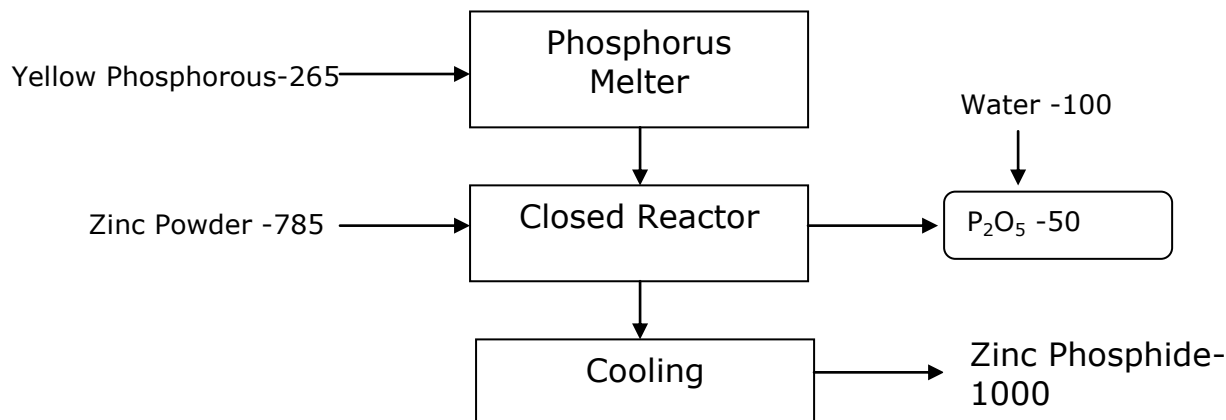 Phosphorus
Melter
Yellow Phosphorous-265
Water -100
Closed Reactor
Zinc Powder -785
P₂O₅ -50
Cooling
Zinc Phosphide-
1000